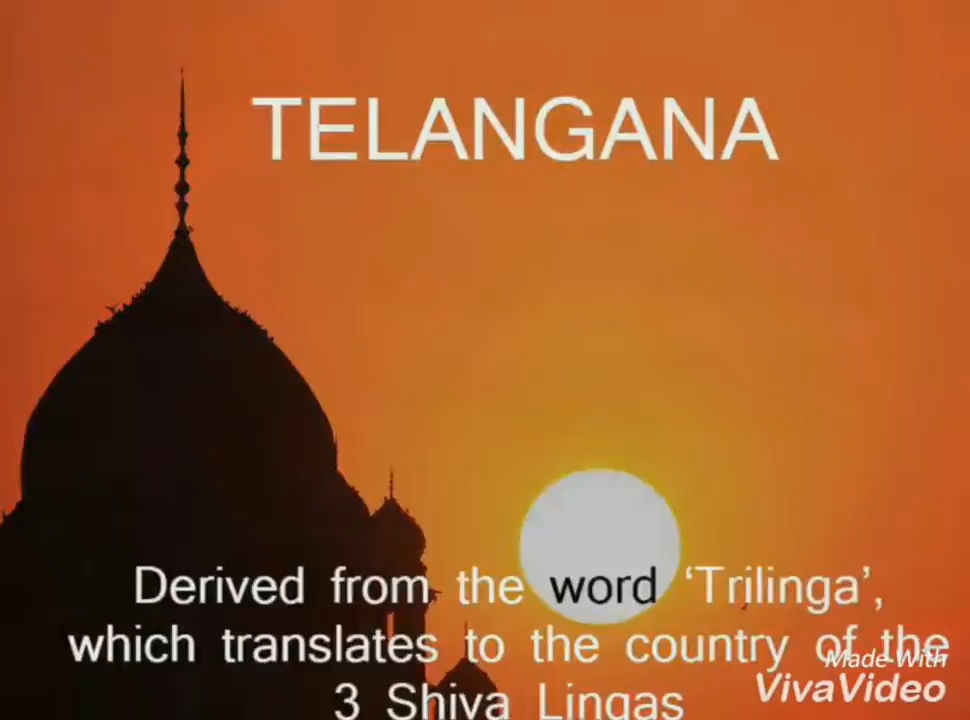 TELANGANA
Derived from the word ‘Trilinga’,
which translates to the country of the
3 Shiva Lingas
Made With
VivaVideo